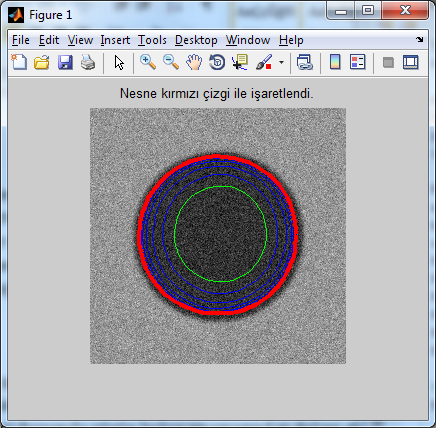 Figure 1
File Edit View Insert Tools Desktop Window Help
Nesne kırmızı çizgi ile işaretlendi.